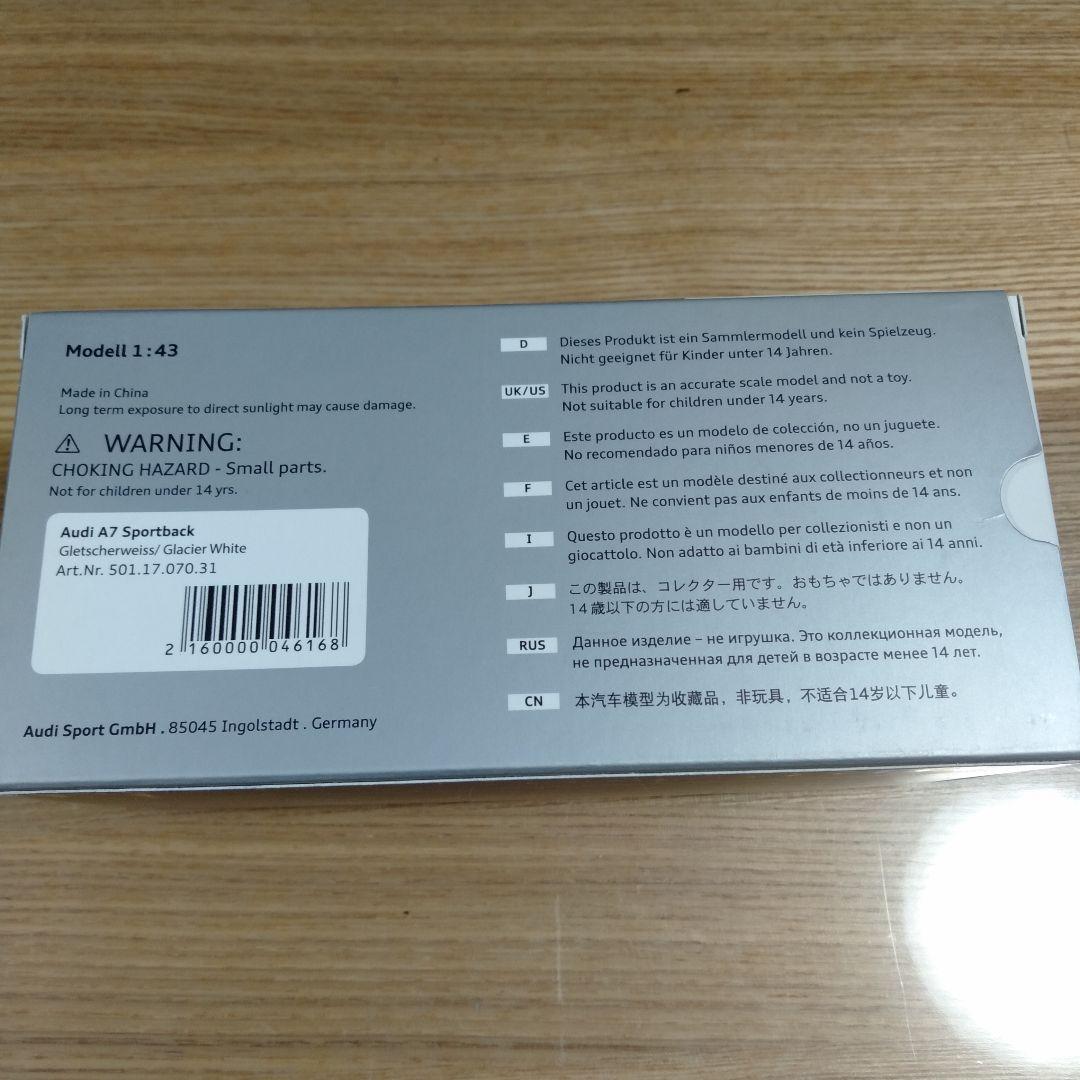 Modell 1:43
Made in China
Long term exposure to direct sunlight may cause damage.
WARNING:
CHOKING HAZARD - Small parts.
Not for children under 14 yrs.
Audi A7 Sportback
Gletscherweiss/ Glacier White
Art.Nr. 501.17.070.31
2 160000 046168
Audi Sport GmbH . 85045 Ingolstadt . Germany
D Dieses Produkt ist ein Sammlermodell und kein Spielzeug.
Nicht geeignet für Kinder unter 14 Jahren.
UK/US This product is an accurate scale model and not a toy.
Not suitable for children under 14 years.
E Este producto es un modelo de colección, no un juguete.
No recomendado para niños menores de 14 años.
F Cet article est un modèle destiné aux collectionneurs et non
un jouet. Ne convient pas aux enfants de moins de 14 ans.
I Questo prodotto è un modello per collezionisti e non un
giocattolo. Non adatto ai bambini di età inferiore ai 14 anni.
J この製品は、コレクター用です。おもちゃではありません。
14歳以下の方には適していません。
RUS Данное изделие – не игрушка. Это коллекционная модель,
не предназначенная для детей в возрасте менее 14 лет.
CN 本汽车模型为收藏品，非玩具，不适合14岁以下儿童。